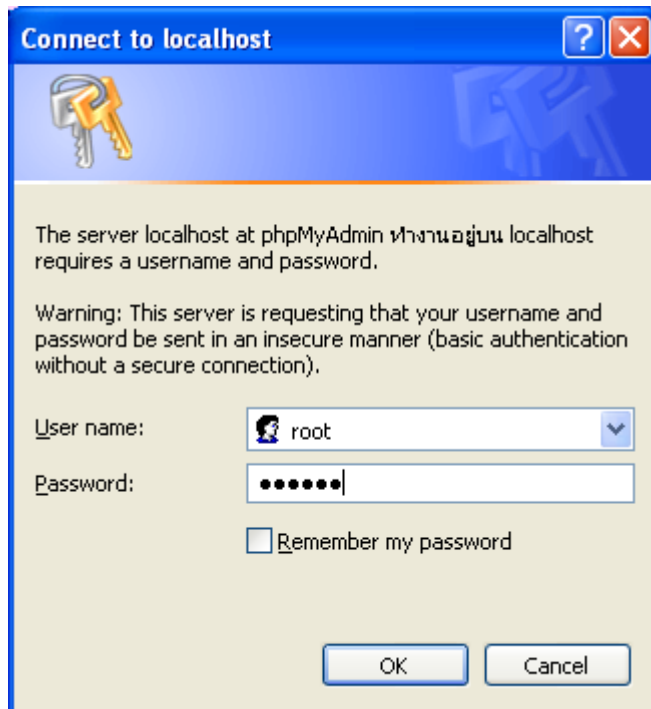 Connect to localhost
The server localhost at phpMyAdmin ทำงานอยู่บน localhost
requires a username and password.
Warning: This server is requesting that your username and
password be sent in an insecure manner (basic authentication
without a secure connection).
User name:
root
Password:
••••••
Remember my password
OK
Cancel